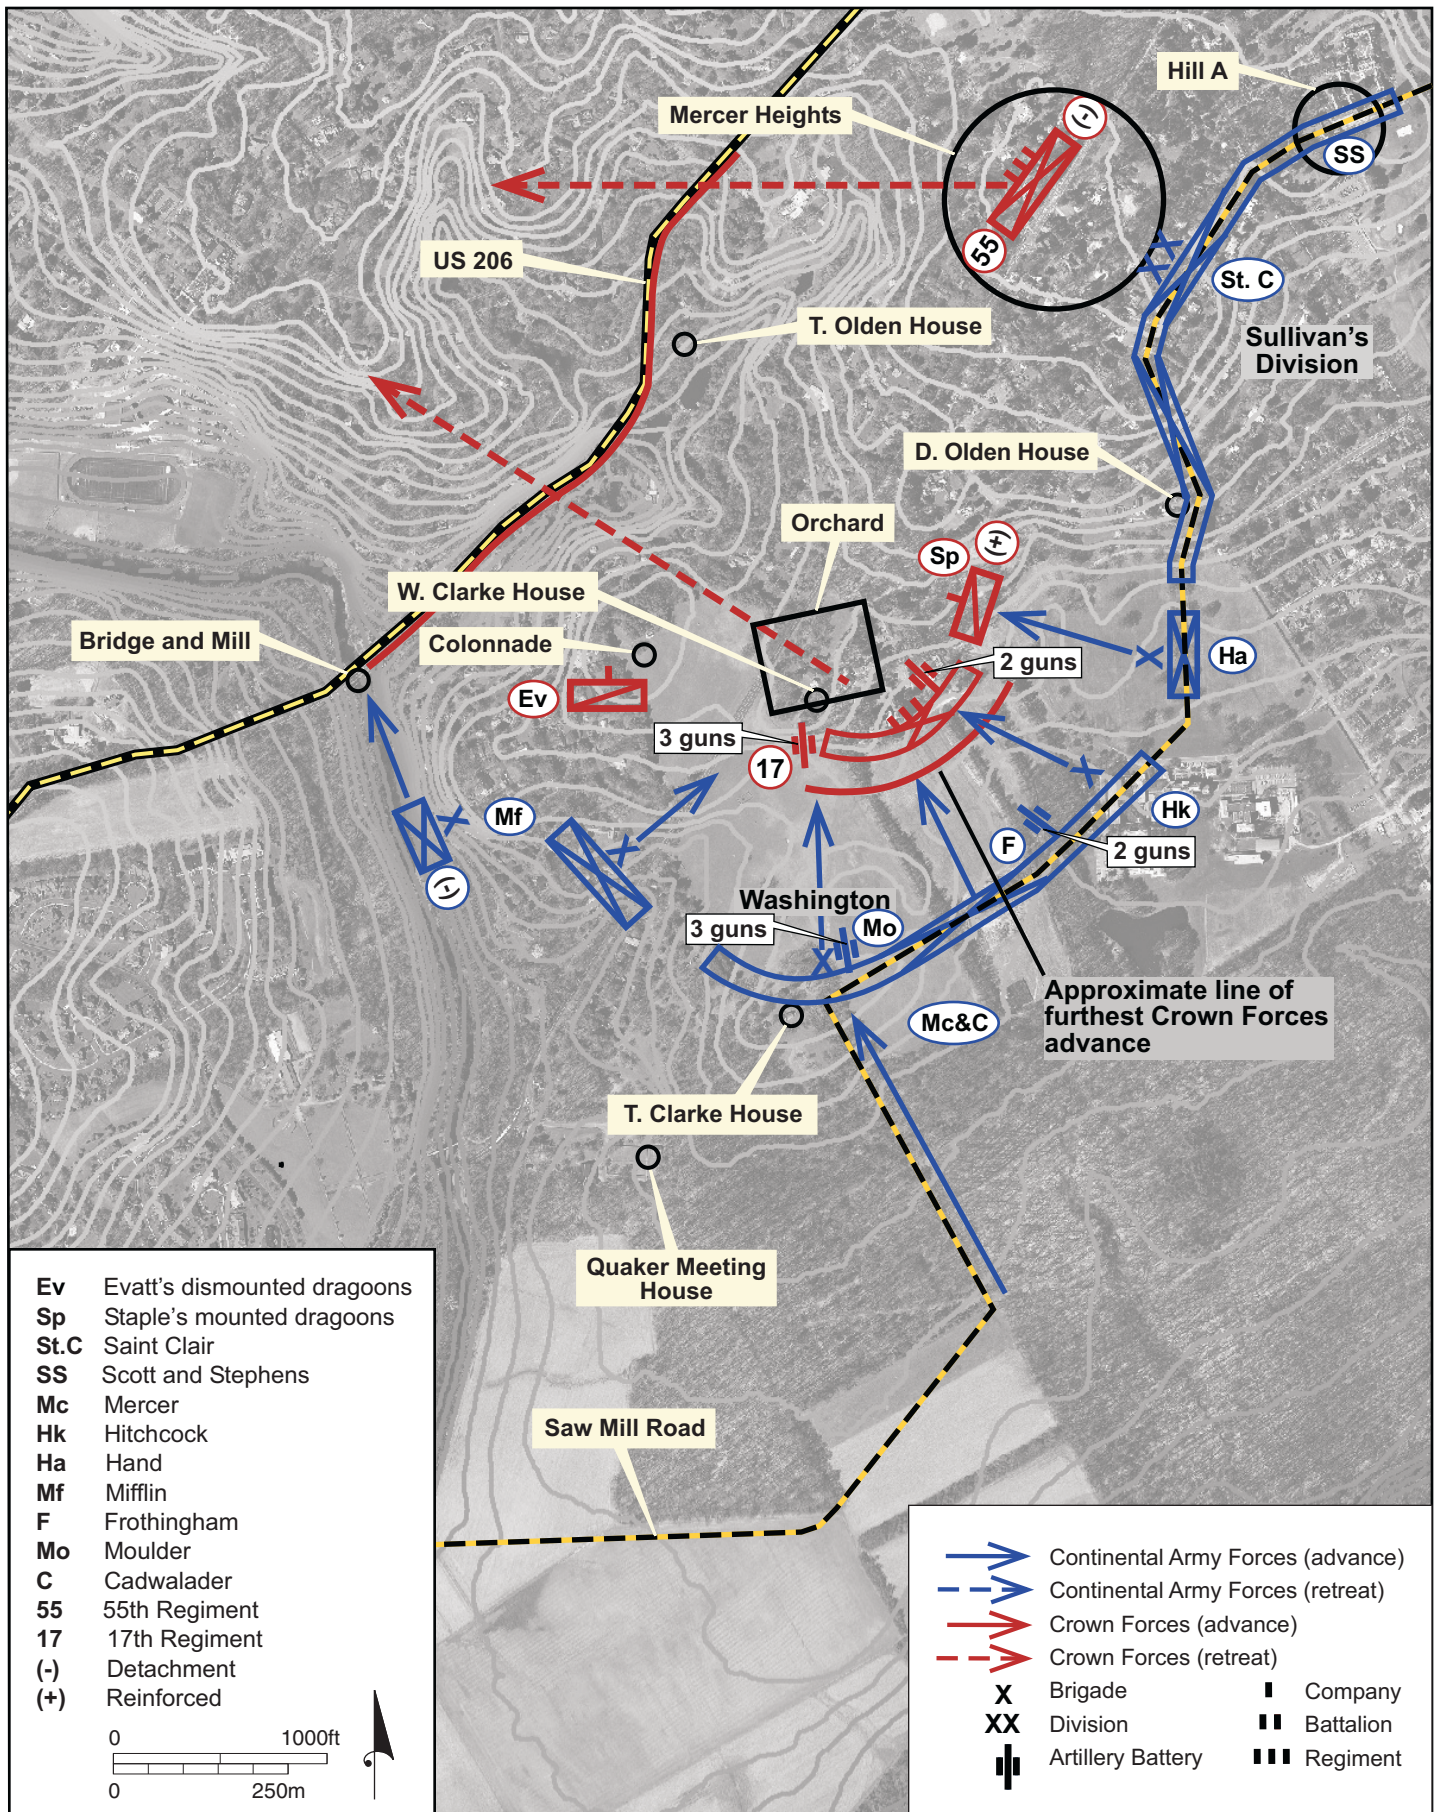 Hill A
Mercer Heights
(-)
SS
55
US 206
St. C
T. Olden House
Sullivan's
Division
D. Olden House
Orchard
Sp
(+)
W. Clarke House
Bridge and Mill
Colonnade
2 guns
Ha
Ev
3 guns
17
Mf
Hk
F
2 guns
(-)
Washington
3 guns
Mo
Approximate line of
furthest Crown Forces
advance
Mc&C
T. Clarke House
Quaker Meeting
House
Saw Mill Road
Ev Evatt's dismounted dragoons
Sp Staple's mounted dragoons
St.C Saint Clair
SS Scott and Stephens
Mc Mercer
Hk Hitchcock
Ha Hand
Mf Mifflin
F Frothingham
Mo Moulder
C Cadwalader
55 55th Regiment
17 17th Regiment
(-) Detachment
(+) Reinforced
0 1000ft
0 250m
Continental Army Forces (advance)
Continental Army Forces (retreat)
Crown Forces (advance)
Crown Forces (retreat)
X Brigade
Company
XX Division
Battalion
Artillery Battery
Regiment